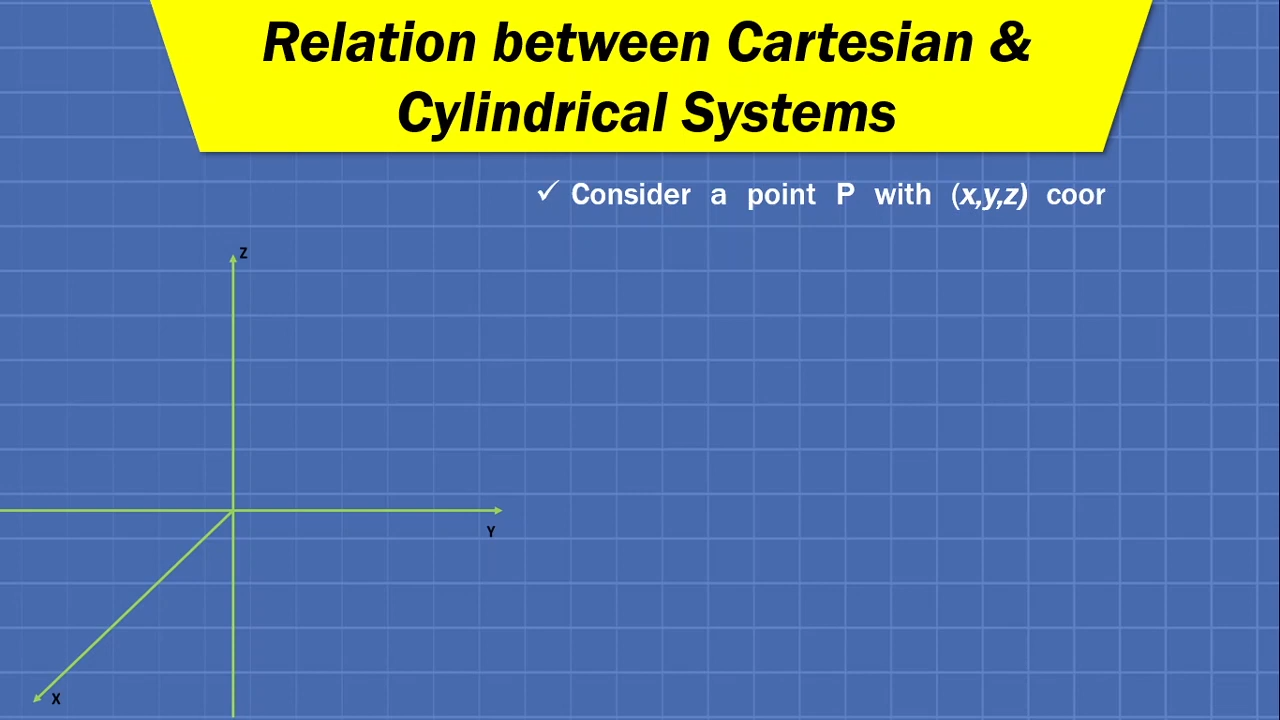 Relation between Cartesian &
Cylindrical Systems
✓ Consider a point P with (x,y,z) coor
Z
Y
X